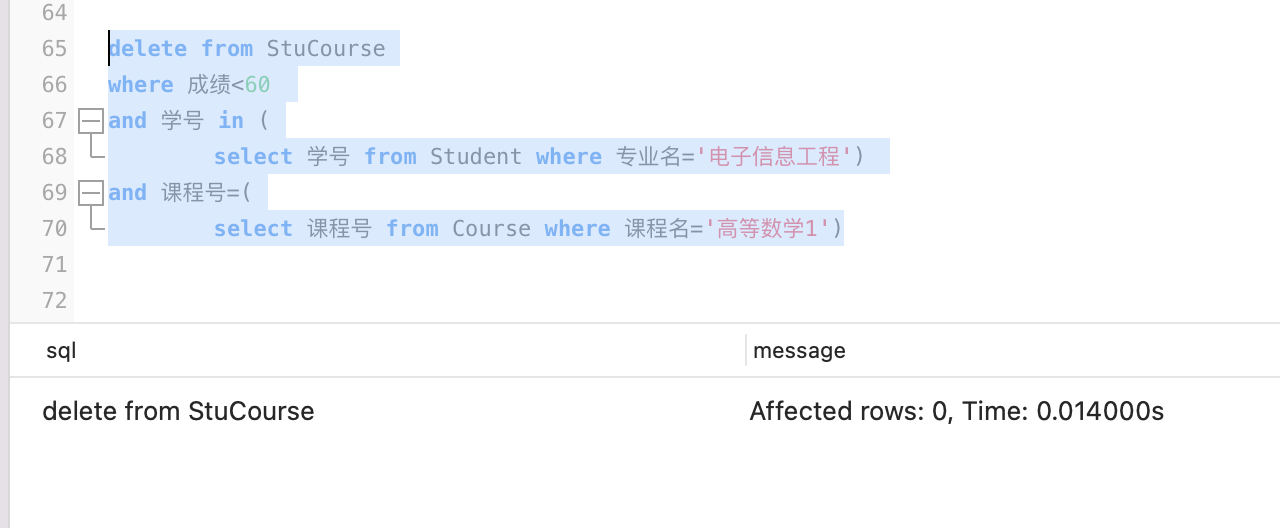 64
65 delete from StuCourse
66 where 成绩<60
67 and 学号 in (
68 select 学号 from Student where 专业名='电子信息工程')
69 and 课程号=(
70 select 课程号 from Course where 课程名='高等数学1')
71
72
sql message
delete from StuCourse Affected rows: 0, Time: 0.014000s